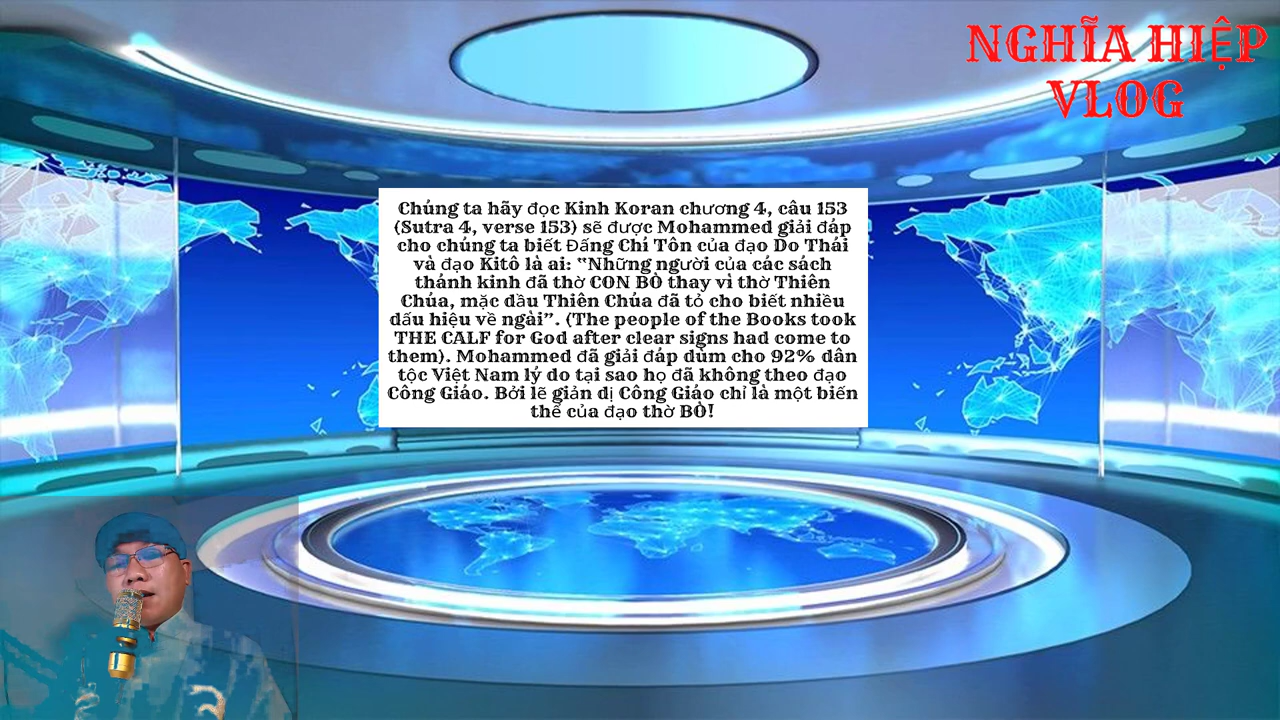 NGHĨA HIỆP
VLOG
Chúng ta hãy đọc Kinh Koran chương 4, câu 153
(Sutra 4, verse 153) sẽ được Mohammed giải đáp
cho chúng ta biết Đấng Chí Tôn của đạo Do Thái
và đạo Kitô là ai: "Những người của các sách
thánh kinh đã thờ CON BÒ thay vì thờ Thiên
Chúa, mặc dầu Thiên Chúa đã tỏ cho biết nhiều
dấu hiệu về ngài”. (The people of the Books took
THE CALF for God after clear signs had come to
them). Mohammed đã giải đáp dùm cho 92% dân
tộc Việt Nam lý do tại sao họ đã không theo đạo
Công Giáo. Bởi lẽ giản dị Công Giáo chỉ là một biến
thể của đạo thờ BÒ!